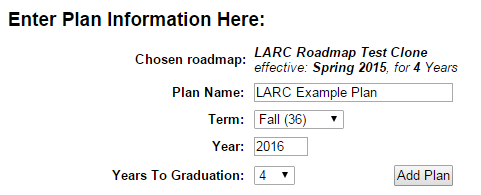 Enter Plan Information Here:
Chosen roadmap: LARC Roadmap Test Clone
effective: Spring 2015, for 4 Years
Plan Name: LARC Example Plan
Term: Fall (36)
Year: 2016
Years To Graduation: 4 Add Plan